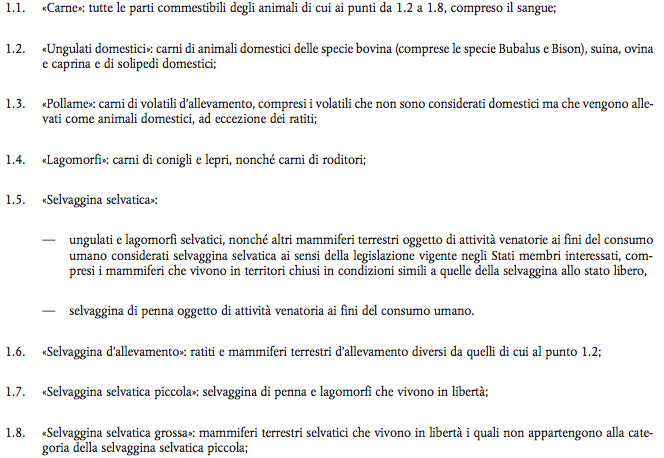 1.1. «Carne»: tutte le parti commestibili degli animali di cui ai punti da 1.2 a 1.8, compreso il sangue;
1.2. «Ungulati domestici»: carni di animali domestici delle specie bovina (comprese le specie Bubalus e Bison), suina, ovina
e caprina e di solipedi domestici;
1.3. «Pollame»: carni di volatili d'allevamento, compresi i volatili che non sono considerati domestici ma che vengono alle-
vati come animali domestici, ad eccezione dei ratiti;
1.4. «Lagomorfi»: carni di conigli e lepri, nonché carni di roditori;
1.5. «Selvaggina selvatica»:
— ungulati e lagomorfi selvatici, nonché altri mammiferi terrestri oggetto di attività venatorie ai fini del consumo
umano considerati selvaggina selvatica ai sensi della legislazione vigente negli Stati membri interessati, com-
presi i mammiferi che vivono in territori chiusi in condizioni simili a quelle della selvaggina allo stato libero,
— selvaggina di penna oggetto di attività venatoria ai fini del consumo umano.
1.6. «Selvaggina d'allevamento»: ratiti e mammiferi terrestri d'allevamento diversi da quelli di cui al punto 1.2;
1.7. «Selvaggina selvatica piccola»: selvaggina di penna e lagomorfi che vivono in libertà;
1.8. «Selvaggina selvatica grossa»: mammiferi terrestri selvatici che vivono in libertà i quali non appartengono alla cate-
goria della selvaggina selvatica piccola;